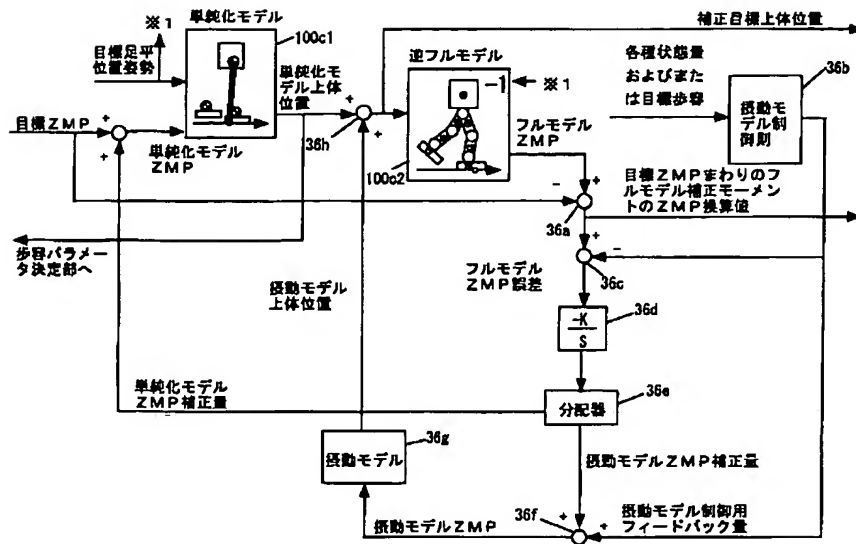 ※1
単純化モデル
100c1
補正目標上体位置
目標足平
位置姿勢
単純化モ
デル上体
位置
逆フルモデル
-1
※1
各種状態量
およびまた
は目標歩容
36b
摂動モ
デル制
御則
目標ZMP
+
+
単純化モデル
ZMP
+
+
36h
100c2
フルモデル
ZMP
-
+
36a
目標ZMPまわりのフ
ルモデル補正モーメン
トのZMP換算値
歩容パラメー
タ決定部へ
摂動モデル
上体位置
フルモデル
ZMP誤差
+
-
36c
-K
S
36d
単純化モデル
ZMP補正量
分配器
36e
摂動モデル
36g
摂動モデルZMP補正量
摂動モデルZMP
36f
+
+
摂動モデル制御用
フィードバック量